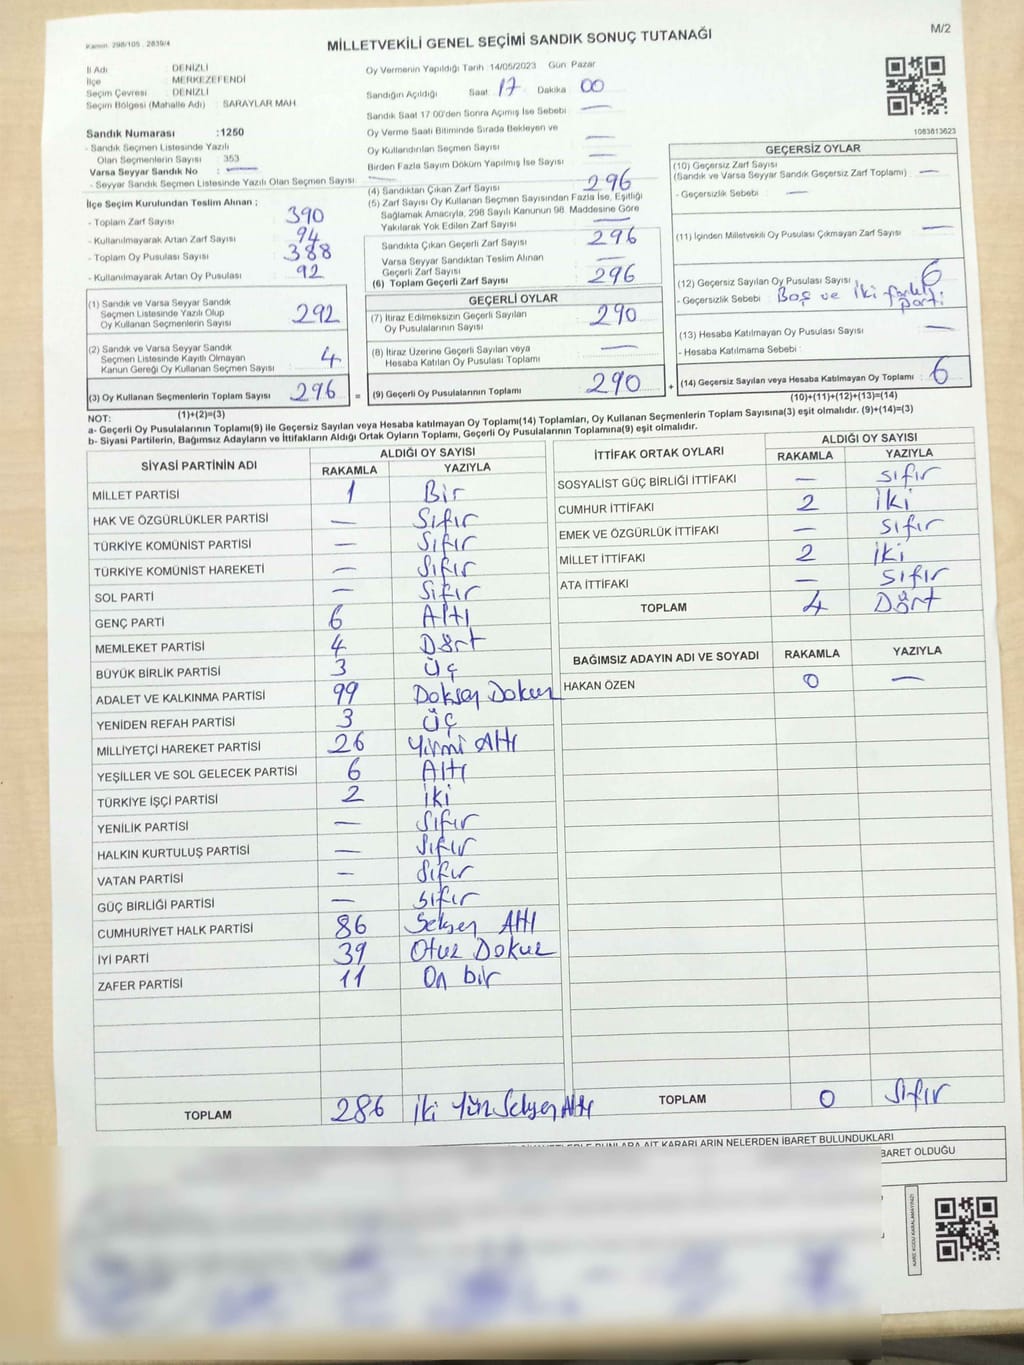 Kanun. 298/105 . 2839/4
M/2
MİLLETVEKİLİ GENEL SEÇİMİ SANDIK SONUÇ TUTANAĞI
İl Adı : DENİZLİ
İlçe : MERKEZEFENDİ
Seçim Çevresi : DENİZLİ
Seçim Bölgesi (Mahalle Adı) : SARAYLAR MAH
Sandık Numarası :1250
- Sandık Seçmen Listesinde Yazılı
Olan Seçmenlerin Sayısı 353
Varsa Seyyar Sandık No : —
- Seyyar Sandık Seçmen Listesinde Yazılı Olan Seçmen Sayısı: —
Oy Vermenin Yapıldığı Tarih :14/05/2023 Gün Pazar
Sandığın Açıldığı Saat 17 Dakika 00
Sandık Saat 17:00'den Sonra Açımış İse Sebebi : —
Oy Verme Saati Bitiminde Sırada Bekleyen ve
Oy Kullandırılan Seçmen Sayısı —
Birden Fazla Sayım Döküm Yapılmış İse Sayısı —
1083813623
İlçe Seçim Kurulundan Teslim Alınan :
- Toplam Zarf Sayısı : 390
- Kullanılmayarak Artan Zarf Sayısı : 94
- Toplam Oy Pusulası Sayısı : 388
- Kullanılmayarak Artan Oy Pusulası : 92
(4) Sandıktan Çıkan Zarf Sayısı 296
(5) Zarf Sayısı Oy Kullanan Seçmen Sayısından Fazla İse, Eşitliği
Sağlamak Amacıyla, 298 Sayılı Kanunun 98. Maddesine Göre
Yakılarak Yok Edilen Zarf Sayısı —
Sandıkta Çıkan Geçerli Zarf Sayısı 296
Varsa Seyyar Sandıktan Teslim Alınan
Geçerli Zarf Sayısı —
(6) Toplam Geçerli Zarf Sayısı : 296
GEÇERSİZ OYLAR
(10) Geçersiz Zarf Sayısı
(Sandık ve Varsa Seyyar Sandık Geçersiz Zarf Toplamı) : —
- Geçersizlik Sebebi : —
(11) İçinden Milletvekili Oy Pusulası Çıkmayan Zarf Sayısı : —
(12) Geçersiz Sayılan Oy Pusulası Sayısı : 6
- Geçersizlik Sebebi : Boş ve İki farklı
parti
(13) Hesaba Katılmayan Oy Pusulası Sayısı : —
- Hesaba Katılmama Sebebi :
(14) Geçersiz Sayılan veya Hesaba Katılmayan Oy Toplamı : 6
(10)+(11)+(12)+(13)=(14)
(1) Sandık ve Varsa Seyyar Sandık
Seçmen Listesinde Yazılı Olup
Oy Kullanan Seçmenlerin Sayısı : 292
(2) Sandık ve Varsa Seyyar Sandık
Seçmen Listesinde Kayıtlı Olmayan
Kanun Gereği Oy Kullanan Seçmen Sayısı : 4
(3) Oy Kullanan Seçmenlerin Toplam Sayısı : 296 =
(1)+(2)=(3)
GEÇERLİ OYLAR
(7) İtiraz Edilmeksizin Geçerli Sayılan
Oy Pusulalarının Sayısı : 290
(8) İtiraz Üzerine Geçerli Sayılan veya
Hesaba Katılan Oy Pusulası Toplamı : —
(9) Geçerli Oy Pusulalarının Toplamı : 290 +
NOT:
a- Geçerli Oy Pusulalarının Toplamı(9) ile Geçersiz Sayılan veya Hesaba katılmayan Oy Toplamı(14) Toplamları, Oy Kullanan Seçmenlerin Toplam Sayısına(3) eşit olmalıdır. (9)+(14)=(3)
b- Siyasi Partilerin, Bağımsız Adayların ve İttifakların Aldığı Ortak Oyların Toplamı, Geçerli Oy Pusulalarının Toplamına(9) eşit olmalıdır.
SİYASİ PARTİNİN ADI ALDIĞI OY SAYISI
RAKAMLA YAZIYLA
MİLLET PARTİSİ 1 Bir
HAK VE ÖZGÜRLÜKLER PARTİSİ — Sıfır
TÜRKİYE KOMÜNİST PARTİSİ — Sıfır
TÜRKİYE KOMÜNİST HAREKETİ — Sıfır
SOL PARTİ — Sıfır
GENÇ PARTİ 6 Altı
MEMLEKET PARTİSİ 4 Dört
BÜYÜK BİRLİK PARTİSİ 3 Üç
ADALET VE KALKINMA PARTİSİ 99 Doksen Dokuz
YENİDEN REFAH PARTİSİ 3 Üç
MİLLİYETÇİ HAREKET PARTİSİ 26 Yirmi Altı
YEŞİLLER VE SOL GELECEK PARTİSİ 6 Altı
TÜRKİYE İŞÇİ PARTİSİ 2 İki
YENİLİK PARTİSİ — Sıfır
HALKIN KURTULUŞ PARTİSİ — Sıfır
VATAN PARTİSİ — Sıfır
GÜÇ BİRLİĞİ PARTİSİ — Sıfır
CUMHURİYET HALK PARTİSİ 86 Seksen Altı
İYİ PARTİ 39 Otuz Dokuz
ZAFER PARTİSİ 11 On bir
TOPLAM 286 İki Yüz Seksen Altı
İTTİFAK ORTAK OYLARI ALDIĞI OY SAYISI
RAKAMLA YAZIYLA
SOSYALİST GÜÇ BİRLİĞİ İTTİFAKI — Sıfır
CUMHUR İTTİFAKI 2 İki
EMEK VE ÖZGÜRLÜK İTTİFAKI — Sıfır
MİLLET İTTİFAKI 2 İki
ATA İTTİFAKI — Sıfır
TOPLAM 4 Dört
BAĞIMSIZ ADAYIN ADI VE SOYADI RAKAMLA YAZIYLA
HAKAN ÖZEN 0 —
TOPLAM 0 Sıfır
BUNLARA AİT KARARLARIN NELERDEN İBARET BULUNDUKLARI
İBARET OLDUĞU
KARE KODU KARALAMAYINIZ!